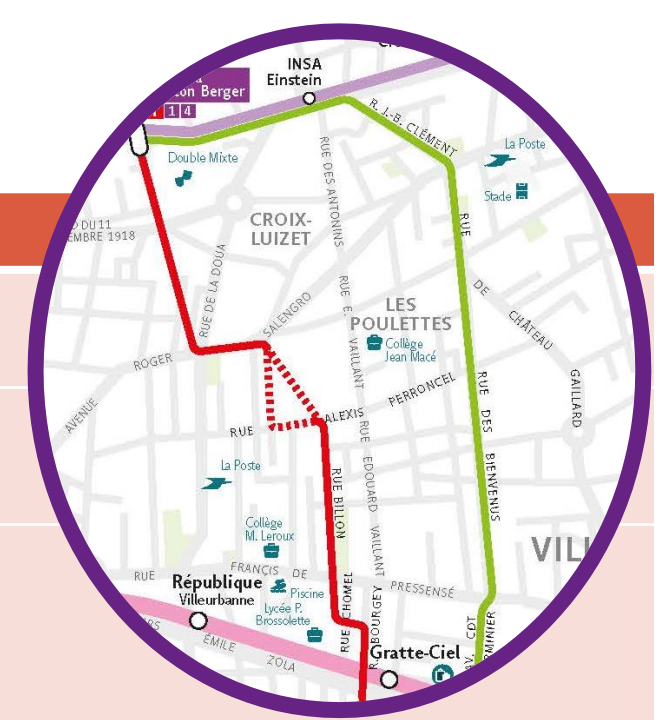 INSA
Einstein
on Berger
1 4
R. J.-B. CLÉMENT
La Poste
Double Mixte
RUE DES ANTONINS
Stade
RUE
DU 11
EMBRE 1918
CROIX-
LUIZET
RUE DE LA DOUA
DE
CHÂTEAU
GAILLARD
SALENGRO
RUE E. VAILLANT
LES
POULETTES
Collège
Jean Macé
ROGER
AVENUE
PERRONCEL
ALEXIS
RUE
RUE DES BIENVENUS
La Poste
RUE BILLON
RUE EDOUARD VAILLANT
Collège
M. Leroux
VILL
RUE
FRANCIS DE
PRESSENSÉ
République
Villeurbanne
Piscine
Lycée P.
Brossolette
RUE CHOMEL
R. BOURGEY
AV. CDT
RMINIER
ARS
ÉMILE
ZOLA
Gratte-Ciel